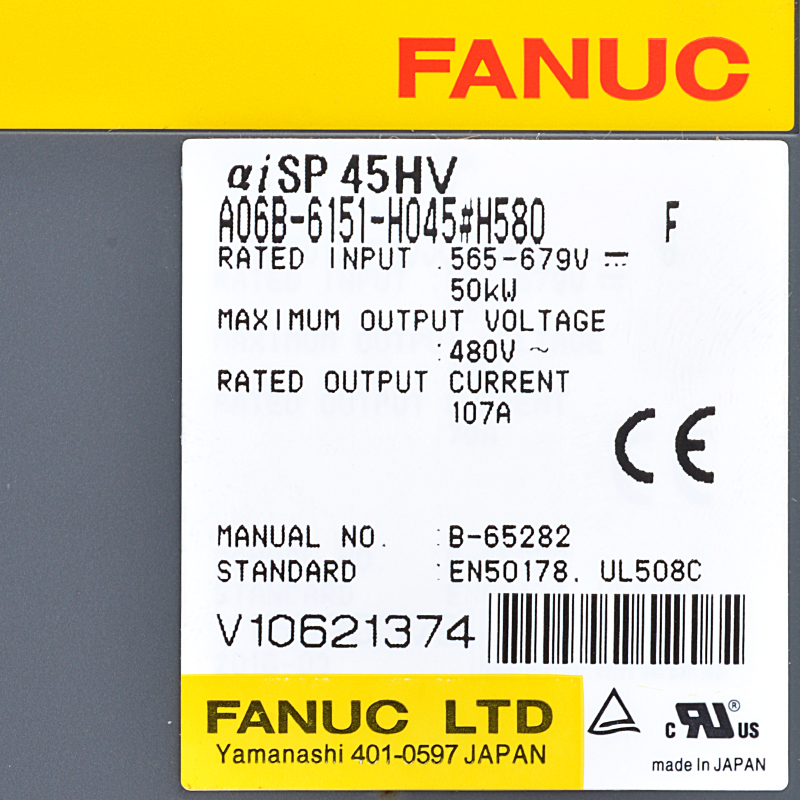 FANUC
αiSP 45HV
A06B-6151-H045#H580 F
RATED INPUT :565-679V ⎓
50kW
MAXIMUM OUTPUT VOLTAGE
:480V ~
RATED OUTPUT CURRENT
107A
CE
MANUAL NO. :B-65282
STANDARD :EN50178. UL508C
V10621374
FANUC LTD
Yamanashi 401-0597 JAPAN
c RU® US
made In JAPAN